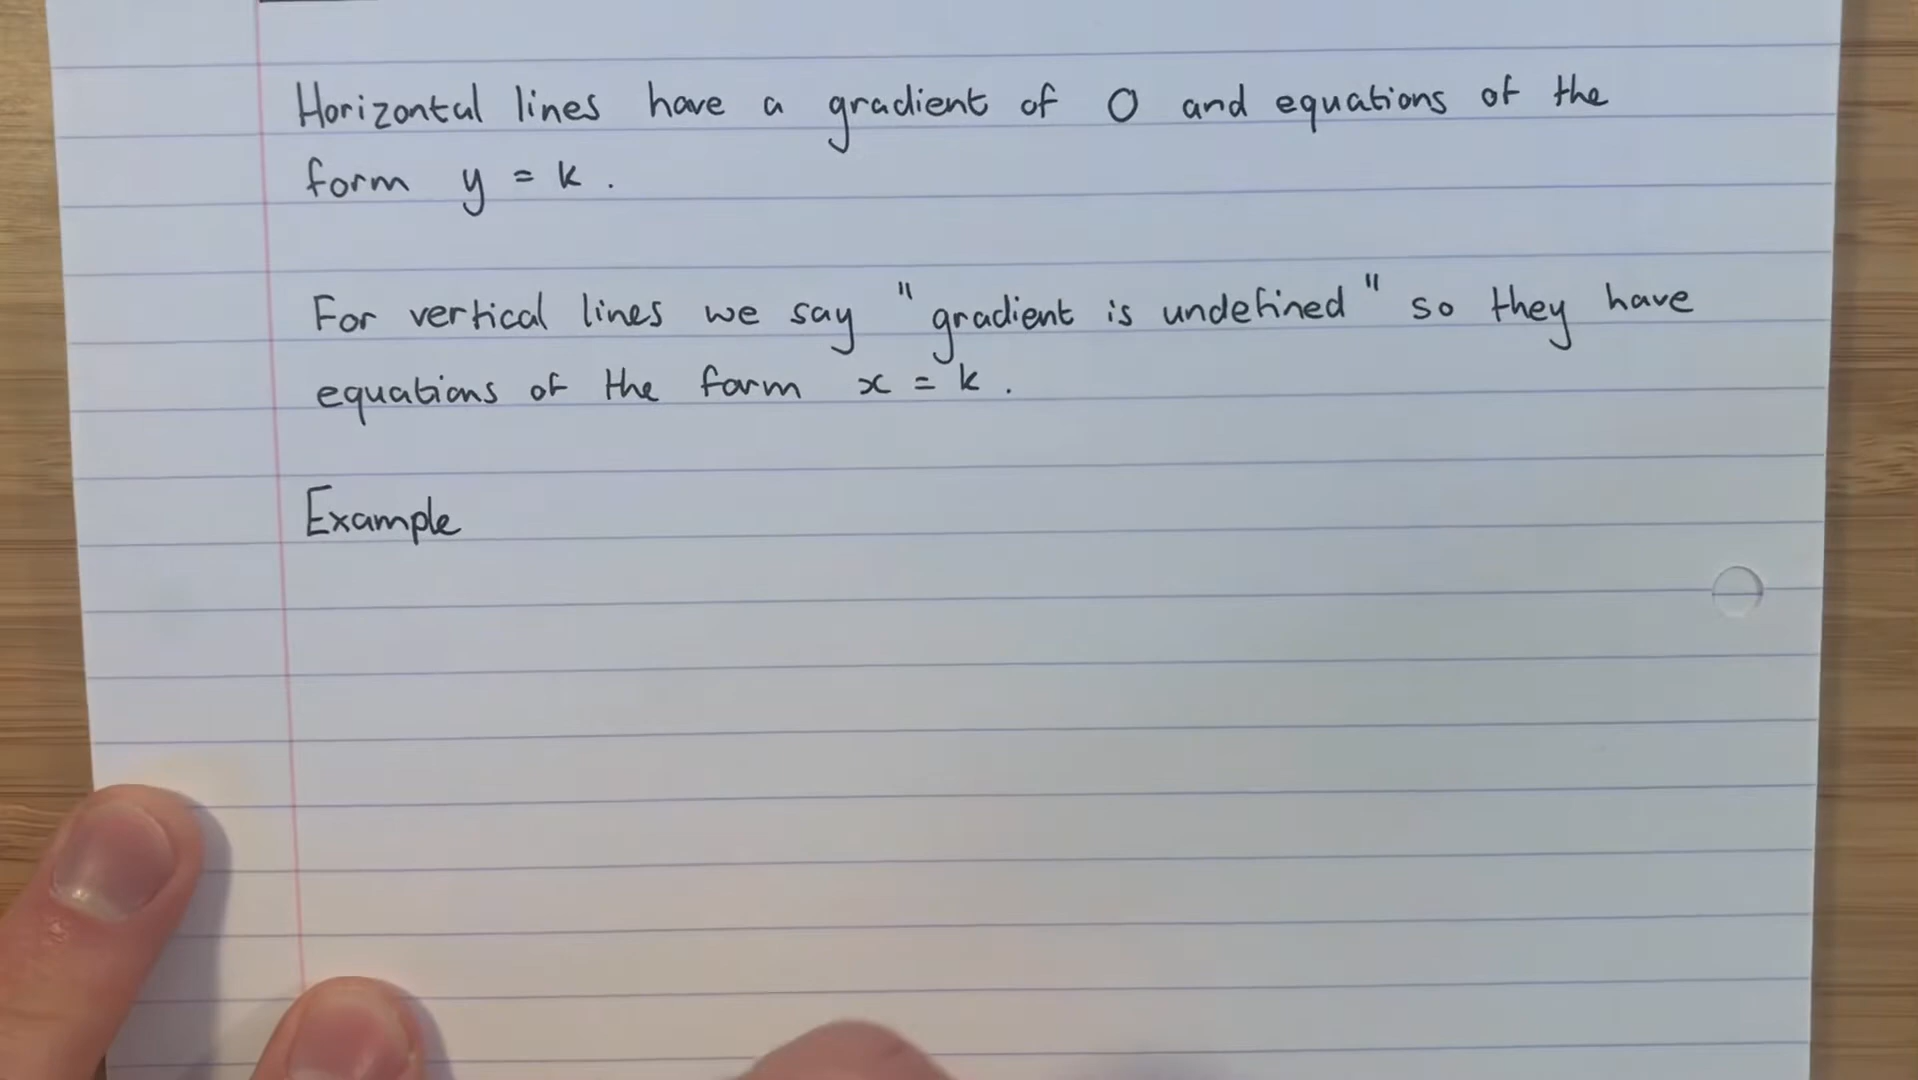 Horizontal lines have a gradient of 0 and equations of the
form y = k .
For vertical lines we say "gradient is undefined" so they have
equations of the form x = k .
Example